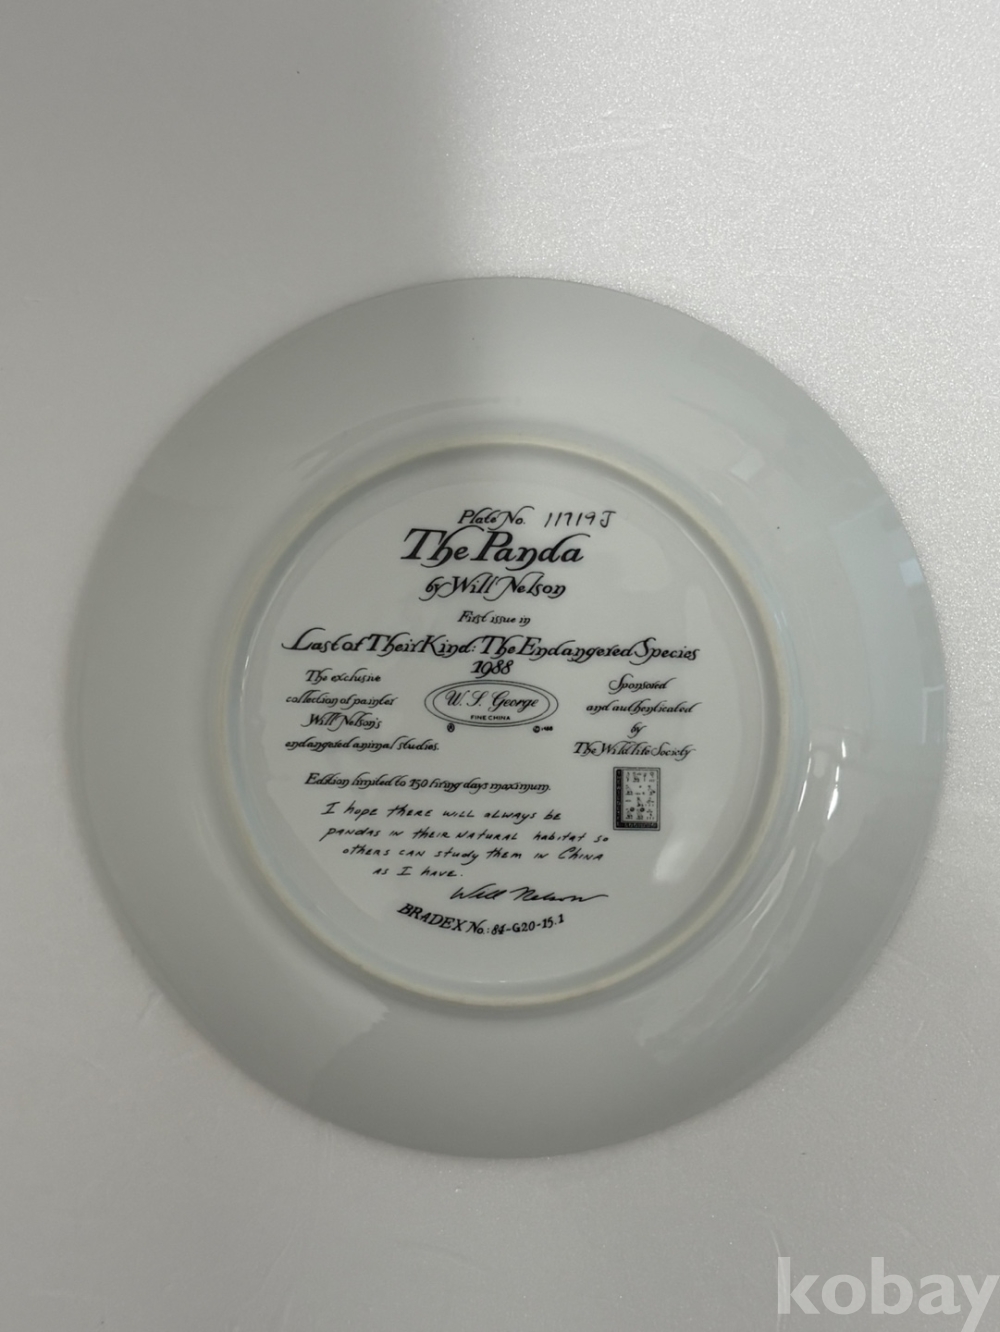 Plate No. 11719J
The Panda
by Will Nelson
First issue in
Last of Their Kind: The Endangered Species
1988
The exclusive
collection of painter
Will Nelson's
endangered animal studies.
W. S. George
FINE CHINA
® ©1988
Sponsored
and authenticated
by
The Wildlife Society
Edition limited to 150 firing days maximum.
I hope there will always be
pandas in their natural habitat so
others can study them in China
as I have.
Will Nelson
BRADEX No.: 84-G20-15.1
kobay